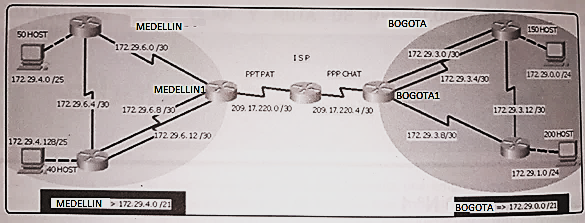 MEDELLIN
BOGOTA
50 HOST
150 HOST
172.29.6.0 /30
172.29.3.0 /30
I S P
172.29.4.0 /25
172.29.0.0 /24
PPT PAT
PPP CHAT
172.29.3.4/30
MEDELLIN1
BOGOTA1
172.29.6.4 /30
172.29.6.8 /30
209.17.220.0 /30
209.17.220.4 /30
172.29.3.12 /30
172.29.6.12 /30
172.29.3.8/30
172.29.4.128/25
200 HOST
40 HOST
172.29.1.0 /24
MEDELLIN > 172.29.4.0 /21
BOGOTA => 172.29.0.0/21